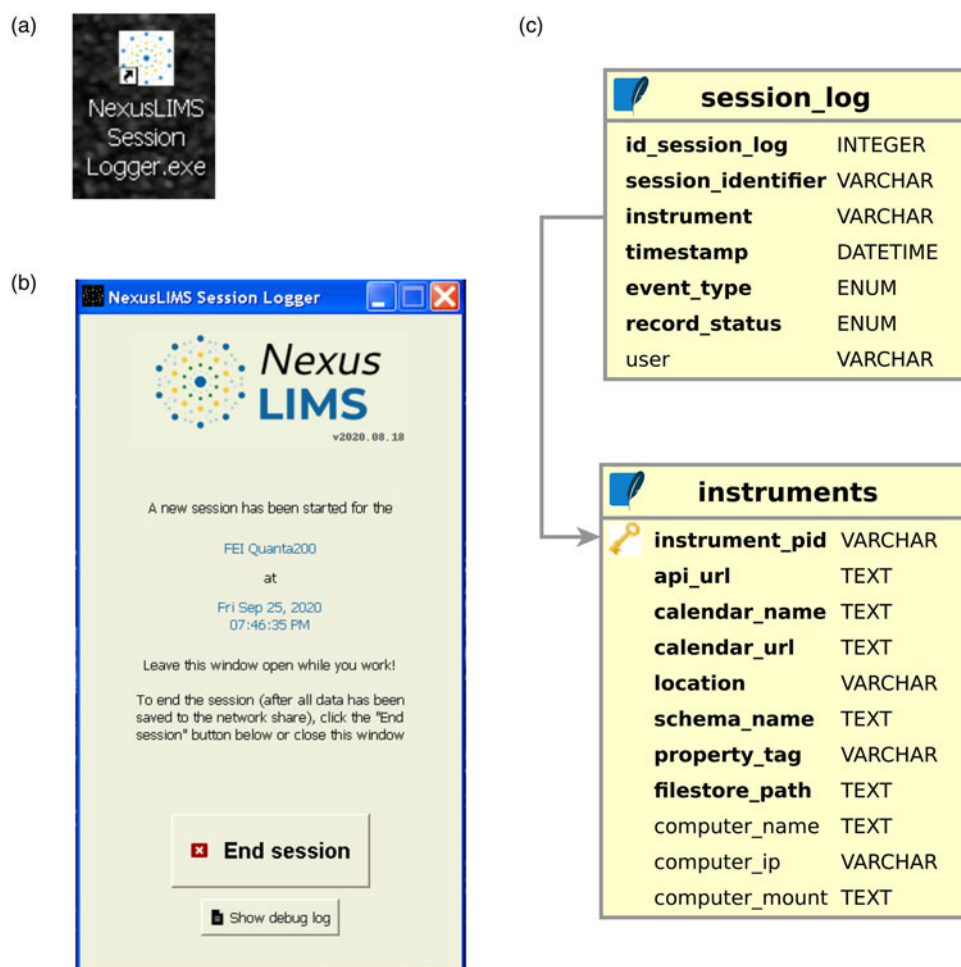 (a)
NexusLIMS
Session
Logger.exe
(b)
NexusLIMS Session Logger
Nexus
LIMS
v2020.08.18
A new session has been started for the
FEI Quanta200
at
Fri Sep 25, 2020
07:46:35 PM
Leave this window open while you work!
To end the session (after all data has been
saved to the network share), click the "End
session" button below or close this window
End session
Show debug log
(c)
session_log
id_session_log INTEGER
session_identifier VARCHAR
instrument VARCHAR
timestamp DATETIME
event_type ENUM
record_status ENUM
user VARCHAR
instruments
instrument_pid VARCHAR
api_url TEXT
calendar_name TEXT
calendar_url TEXT
location VARCHAR
schema_name TEXT
property_tag VARCHAR
filestore_path TEXT
computer_name TEXT
computer_ip VARCHAR
computer_mount TEXT